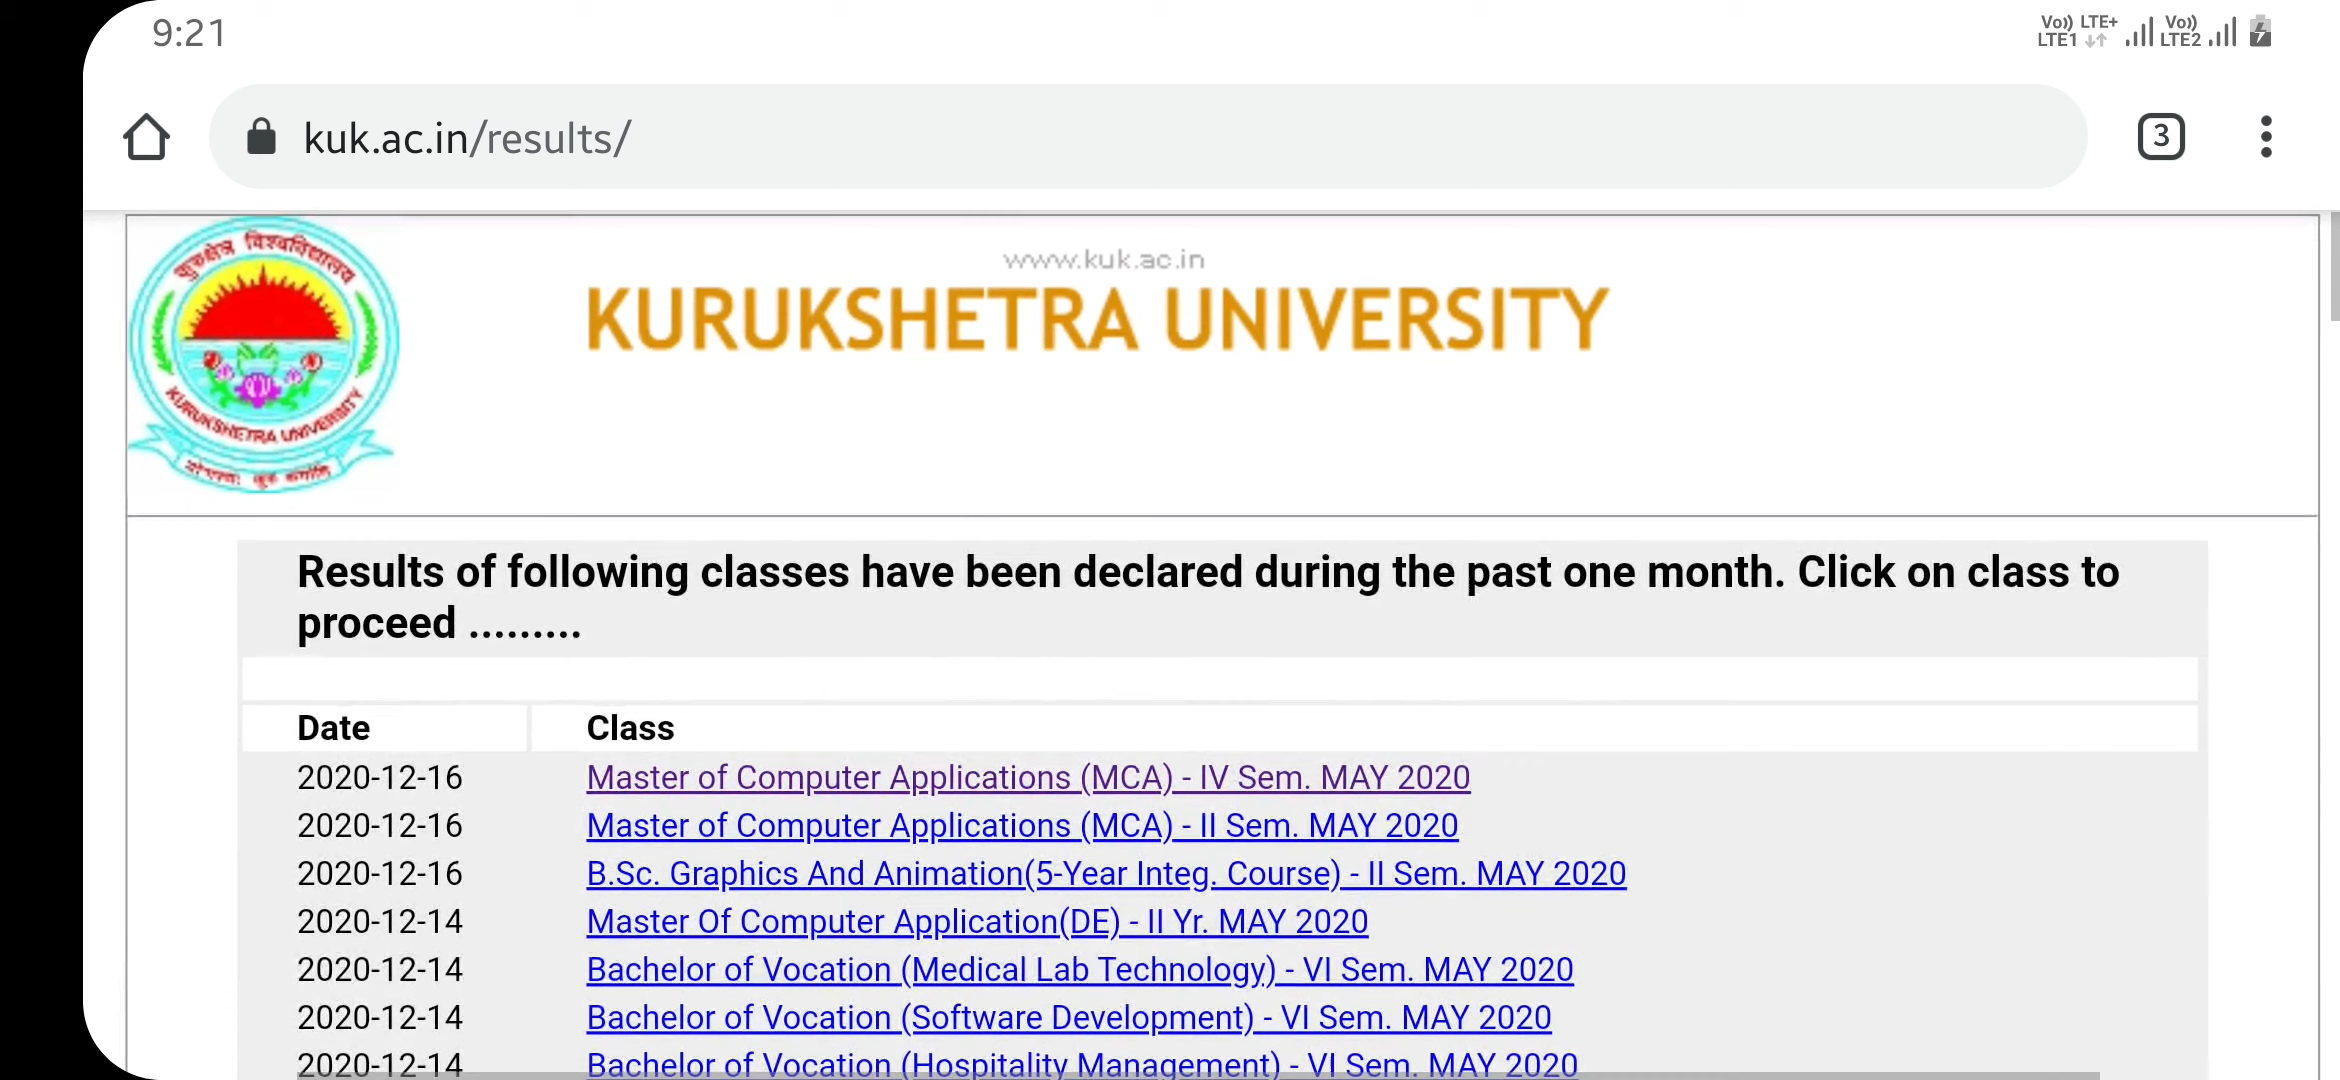 9:21
Vo)) LTE+
LTE1
Vo))
LTE2
kuk.ac.in/results/
3
कुरुक्षेत्र विश्वविद्यालय
KURUKSHETRA UNIVERSITY
www.kuk.ac.in
KURUKSHETRA UNIVERSITY
Results of following classes have been declared during the past one month. Click on class to
proceed .........
Date Class
2020-12-16 Master of Computer Applications (MCA) - IV Sem. MAY 2020
2020-12-16 Master of Computer Applications (MCA) - II Sem. MAY 2020
2020-12-16 B.Sc. Graphics And Animation(5-Year Integ. Course) - II Sem. MAY 2020
2020-12-14 Master Of Computer Application(DE) - II Yr. MAY 2020
2020-12-14 Bachelor of Vocation (Medical Lab Technology) - VI Sem. MAY 2020
2020-12-14 Bachelor of Vocation (Software Development) - VI Sem. MAY 2020
2020-12-14 Bachelor of Vocation (Hospitality Management) - VI Sem. MAY 2020